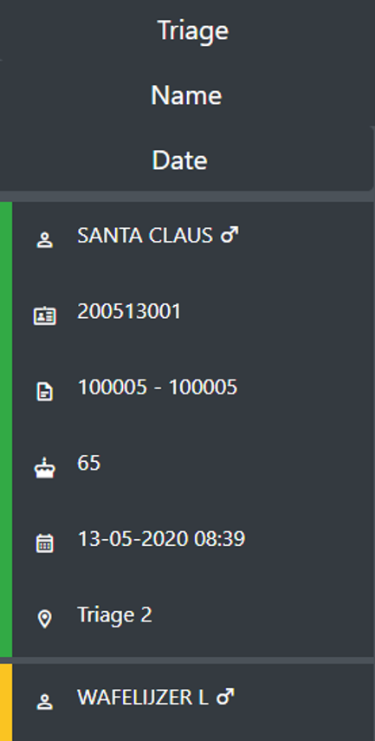 Triage
Name
Date
SANTA CLAUS ♂
200513001
100005 - 100005
65
13-05-2020 08:39
Triage 2
WAFELIJZER L ♂